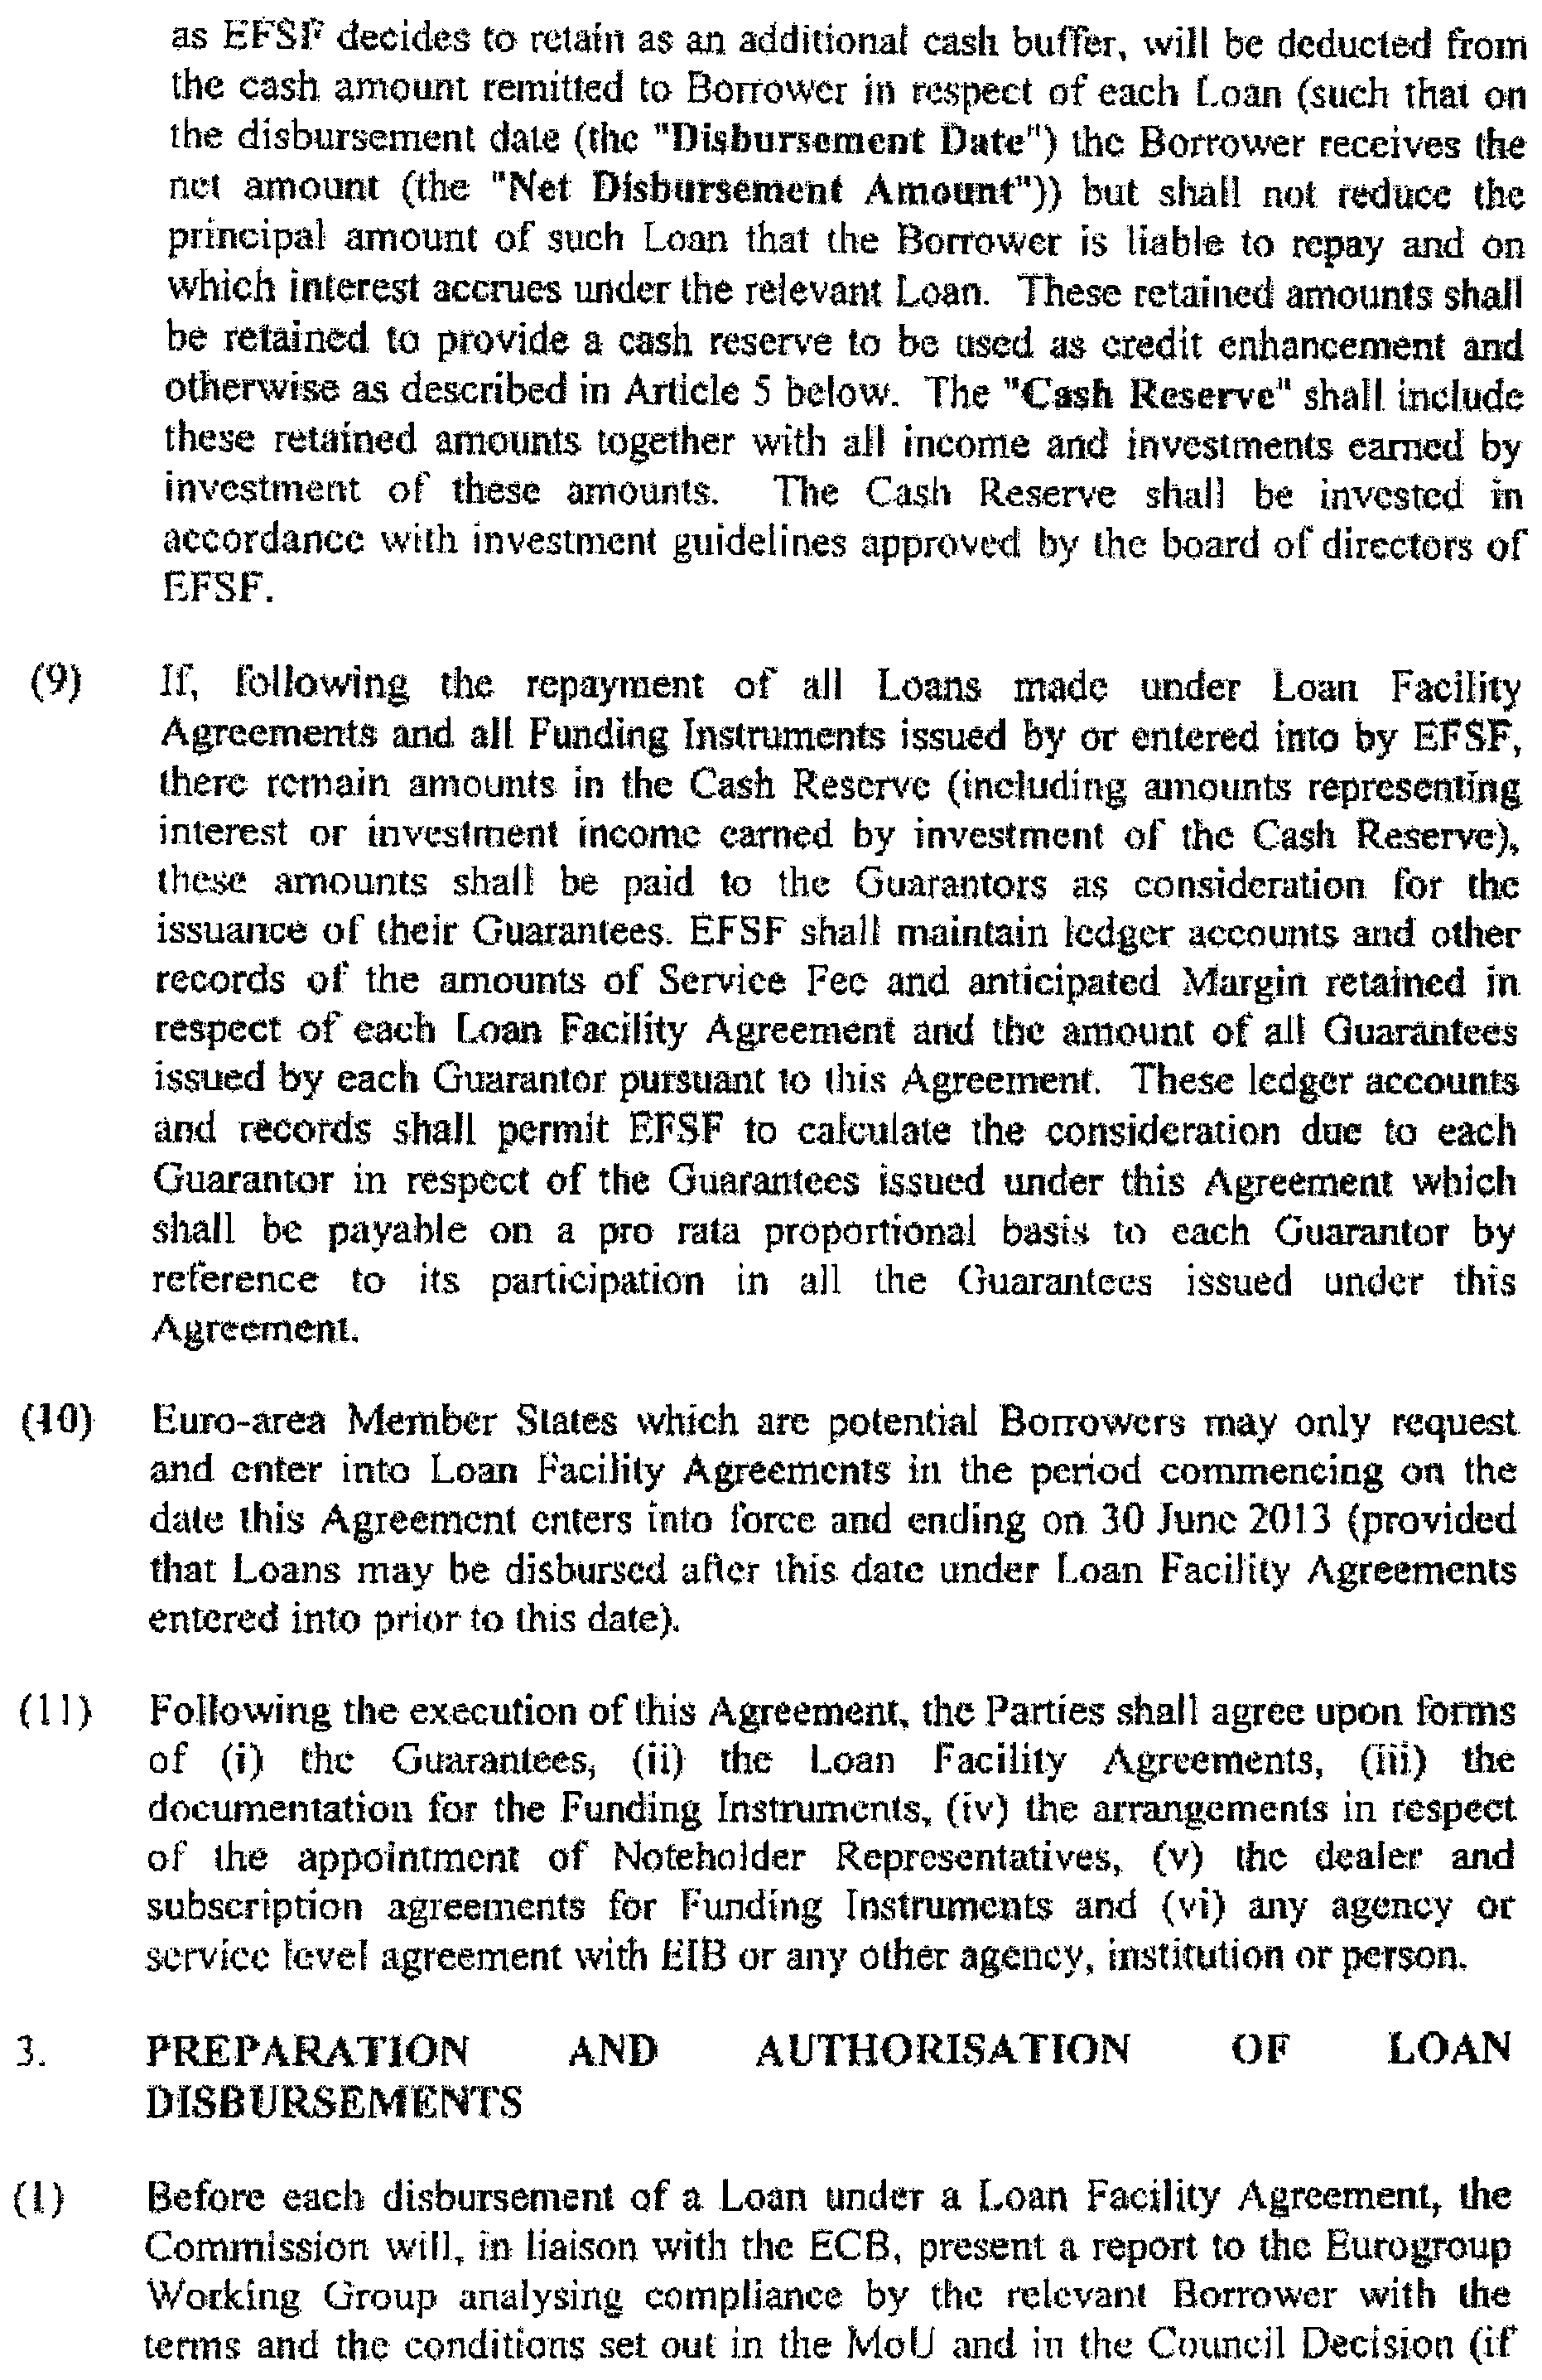 as EFSF decides to retain as an additional cash buffer, will be deducted from
the cash amount remitted to Borrower in respect of each Loan (such that on
the disbursement date (the "Disbursement Date") the Borrower receives the
net amount (the "Net Disbursement Amount")) but shall not reduce the
principal amount of such Loan that the Borrower is liable to repay and on
which interest accrues under the relevant Loan. These retained amounts shall
be retained to provide a cash reserve to be used as credit enhancement and
otherwise as described in Article 5 below. The "Cash Reserve" shall include
these retained amounts together with all income and investments earned by
investment of these amounts. The Cash Reserve shall be invested in
accordance with investment guidelines approved by the board of directors of
EFSF.
(9) If, following the repayment of all Loans made under Loan Facility
Agreements and all Funding Instruments issued by or entered into by EFSF,
there remain amounts in the Cash Reserve (including amounts representing
interest or investment income earned by investment of the Cash Reserve),
these amounts shall be paid to the Guarantors as consideration for the
issuance of their Guarantees. EFSF shall maintain ledger accounts and other
records of the amounts of Service Fee and anticipated Margin retained in
respect of each Loan Facility Agreement and the amount of all Guarantees
issued by each Guarantor pursuant to this Agreement. These ledger accounts
and records shall permit EFSF to calculate the consideration due to each
Guarantor in respect of the Guarantees issued under this Agreement which
shall be payable on a pro rata proportional basis to each Guarantor by
reference to its participation in all the Guarantees issued under this
Agreement.
(10) Euro-area Member States which are potential Borrowers may only request
and enter into Loan Facility Agreements in the period commencing on the
date this Agreement enters into force and ending on 30 June 2013 (provided
that Loans may be disbursed after this date under Loan Facility Agreements
entered into prior to this date).
(11) Following the execution of this Agreement, the Parties shall agree upon forms
of (i) the Guarantees, (ii) the Loan Facility Agreements, (iii) the
documentation for the Funding Instruments, (iv) the arrangements in respect
of the appointment of Noteholder Representatives, (v) the dealer and
subscription agreements for Funding Instruments and (vi) any agency or
service level agreement with EIB or any other agency, institution or person.
3. PREPARATION AND AUTHORISATION OF LOAN
DISBURSEMENTS
(1) Before each disbursement of a Loan under a Loan Facility Agreement, the
Commission will, in liaison with the ECB, present a report to the Eurogroup
Working Group analysing compliance by the relevant Borrower with the
terms and the conditions set out in the MoU and in the Council Decision (if